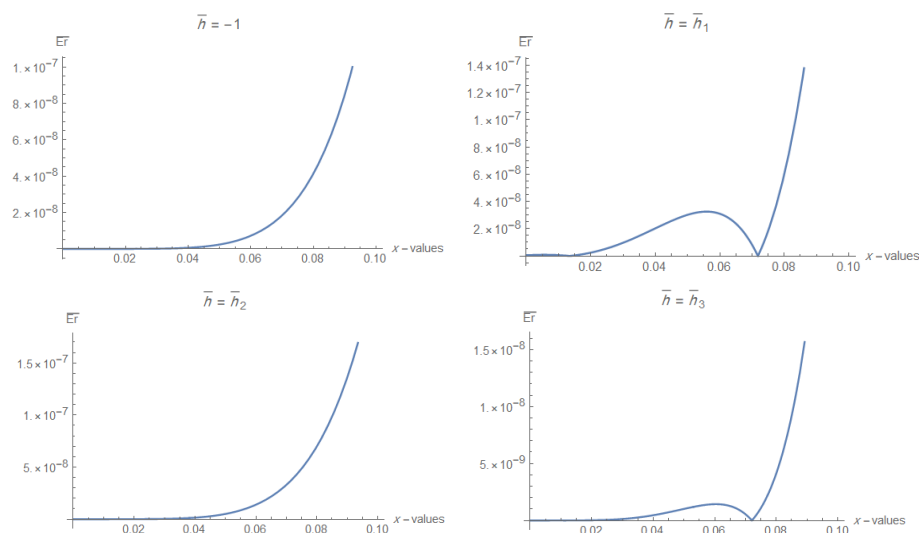 h̅ = −1
E̅r̅
1.×10⁻⁷
8.×10⁻⁸
6.×10⁻⁸
4.×10⁻⁸
2.×10⁻⁸
0.02 0.04 0.06 0.08 0.10
x−values
h̅ = h̅₁
E̅r̅
1.4×10⁻⁷
1.2×10⁻⁷
1.×10⁻⁷
8.×10⁻⁸
6.×10⁻⁸
4.×10⁻⁸
2.×10⁻⁸
0.02 0.04 0.06 0.08 0.10
x−values
h̅ = h̅₂
E̅r̅
1.5×10⁻⁷
1.×10⁻⁷
5.×10⁻⁸
0.02 0.04 0.06 0.08 0.10
x−values
h̅ = h̅₃
E̅r̅
1.5×10⁻⁸
1.×10⁻⁸
5.×10⁻⁹
0.02 0.04 0.06 0.08 0.10
x−values